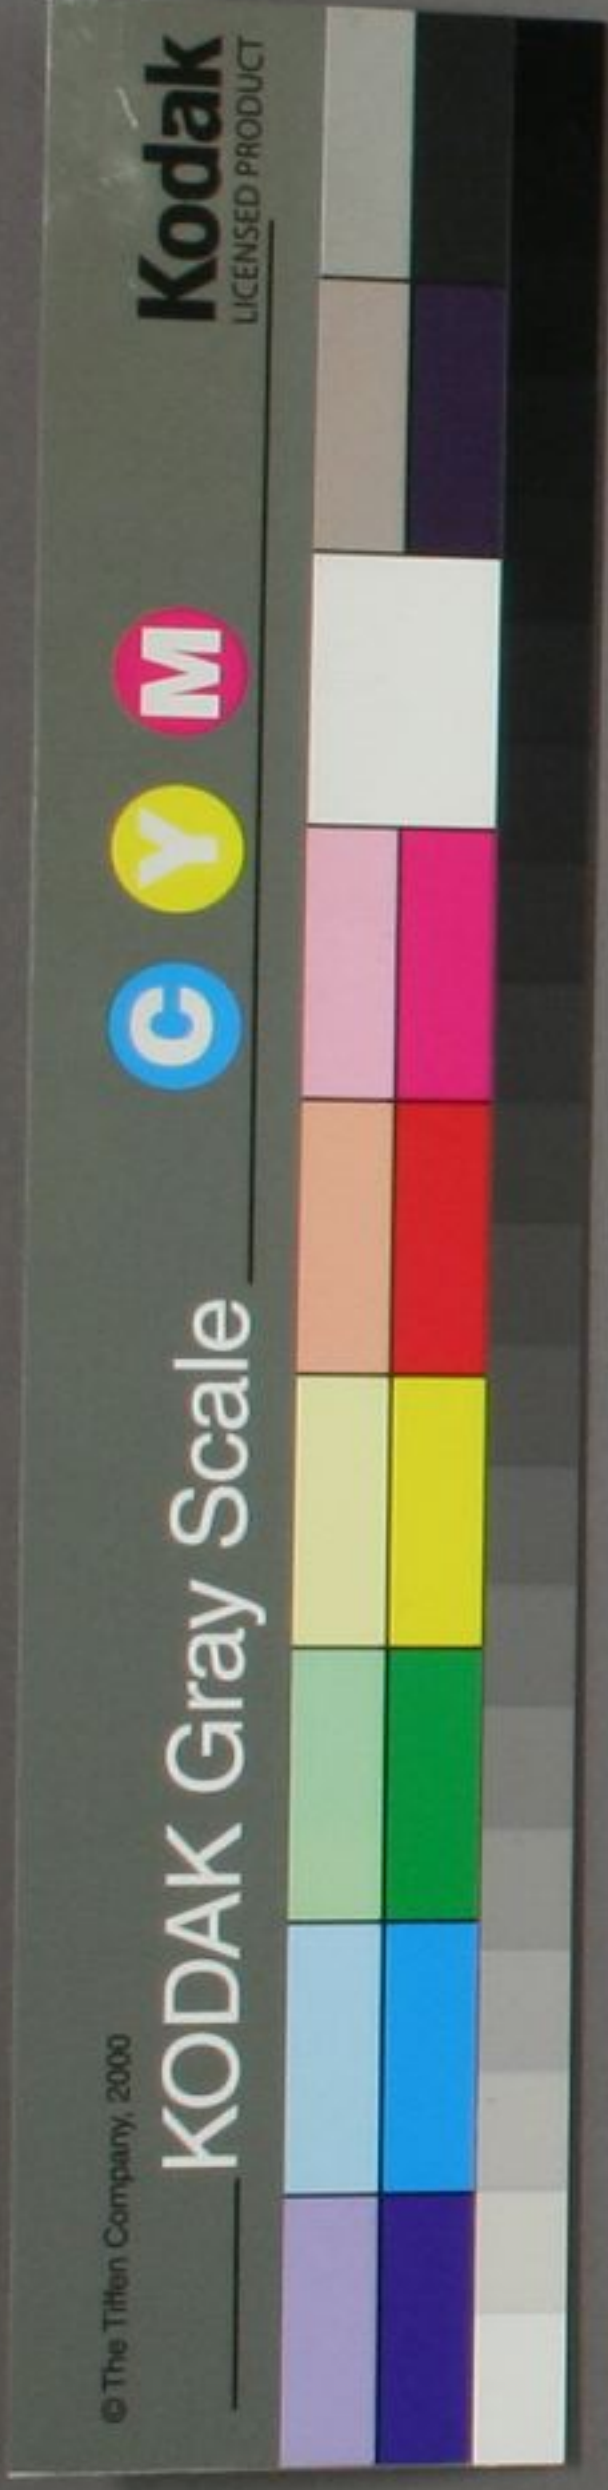 © The Tiffen Company, 2000
KODAK Gray Scale
C Y M
Kodak
LICENSED PRODUCT